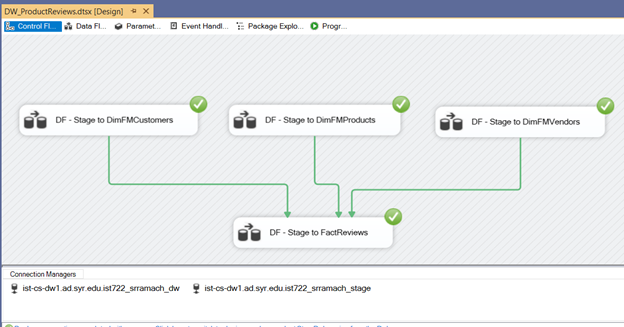 DW_ProductReviews.dtsx [Design]
Control Fl... Data Fl... Paramet... Event Handl... Package Explo... Progr...
DF - Stage to DimFMCustomers
DF - Stage to DimFMProducts
DF - Stage to DimFMVendors
DF - Stage to FactReviews
Connection Managers
ist-cs-dw1.ad.syr.edu.ist722_srramach_dw ist-cs-dw1.ad.syr.edu.ist722_srramach_stage